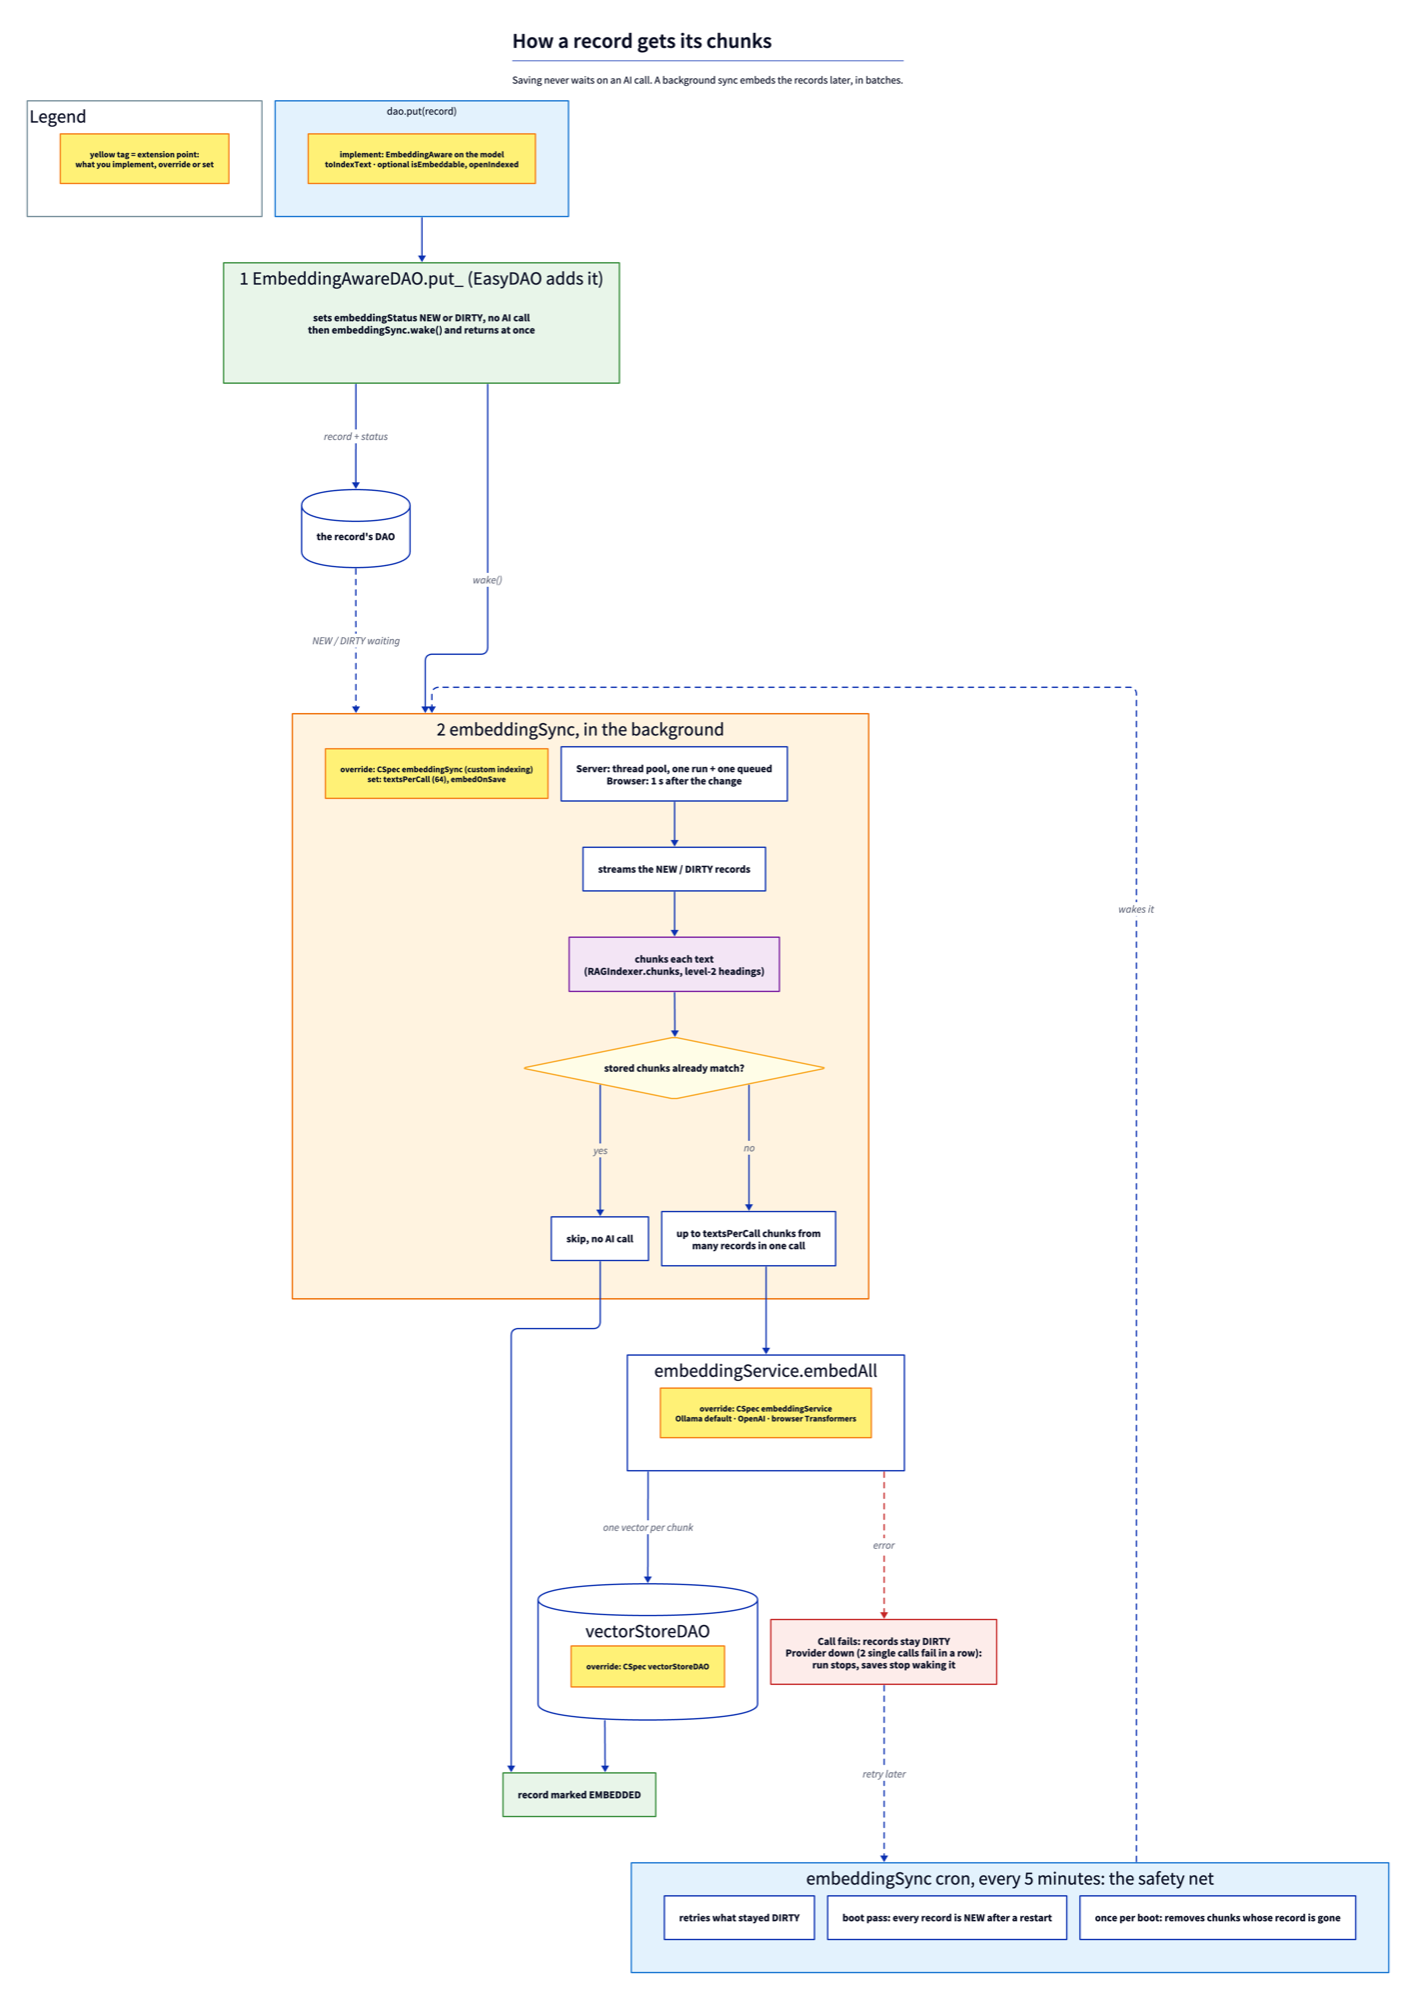 How a record gets its chunks
Saving never waits on an AI call. A background sync embeds the records later, in batches.
Legend
yellow tag = extension point:
what you implement, override or set
dao.put(record)
implement: EmbeddingAware on the model
toIndexText · optional isEmbeddable, openIndexed
1 EmbeddingAwareDAO.put_ (EasyDAO adds it)
sets embeddingStatus NEW or DIRTY, no AI call
then embeddingSync.wake() and returns at once
record + status
the record's DAO
wake()
NEW / DIRTY waiting
2 embeddingSync, in the background
override: CSpec embeddingSync (custom indexing)
set: textsPerCall (64), embedOnSave
Server: thread pool, one run + one queued
Browser: 1 s after the change
streams the NEW / DIRTY records
wakes it
chunks each text
(RAGIndexer.chunks, level-2 headings)
stored chunks already match?
yes
no
skip, no AI call
up to textsPerCall chunks from
many records in one call
embeddingService.embedAll
override: CSpec embeddingService
Ollama default · OpenAI · browser Transformers
one vector per chunk
error
vectorStoreDAO
override: CSpec vectorStoreDAO
Call fails: records stay DIRTY
Provider down (2 single calls fail in a row):
run stops, saves stop waking it
retry later
record marked EMBEDDED
embeddingSync cron, every 5 minutes: the safety net
retries what stayed DIRTY
boot pass: every record is NEW after a restart
once per boot: removes chunks whose record is gone